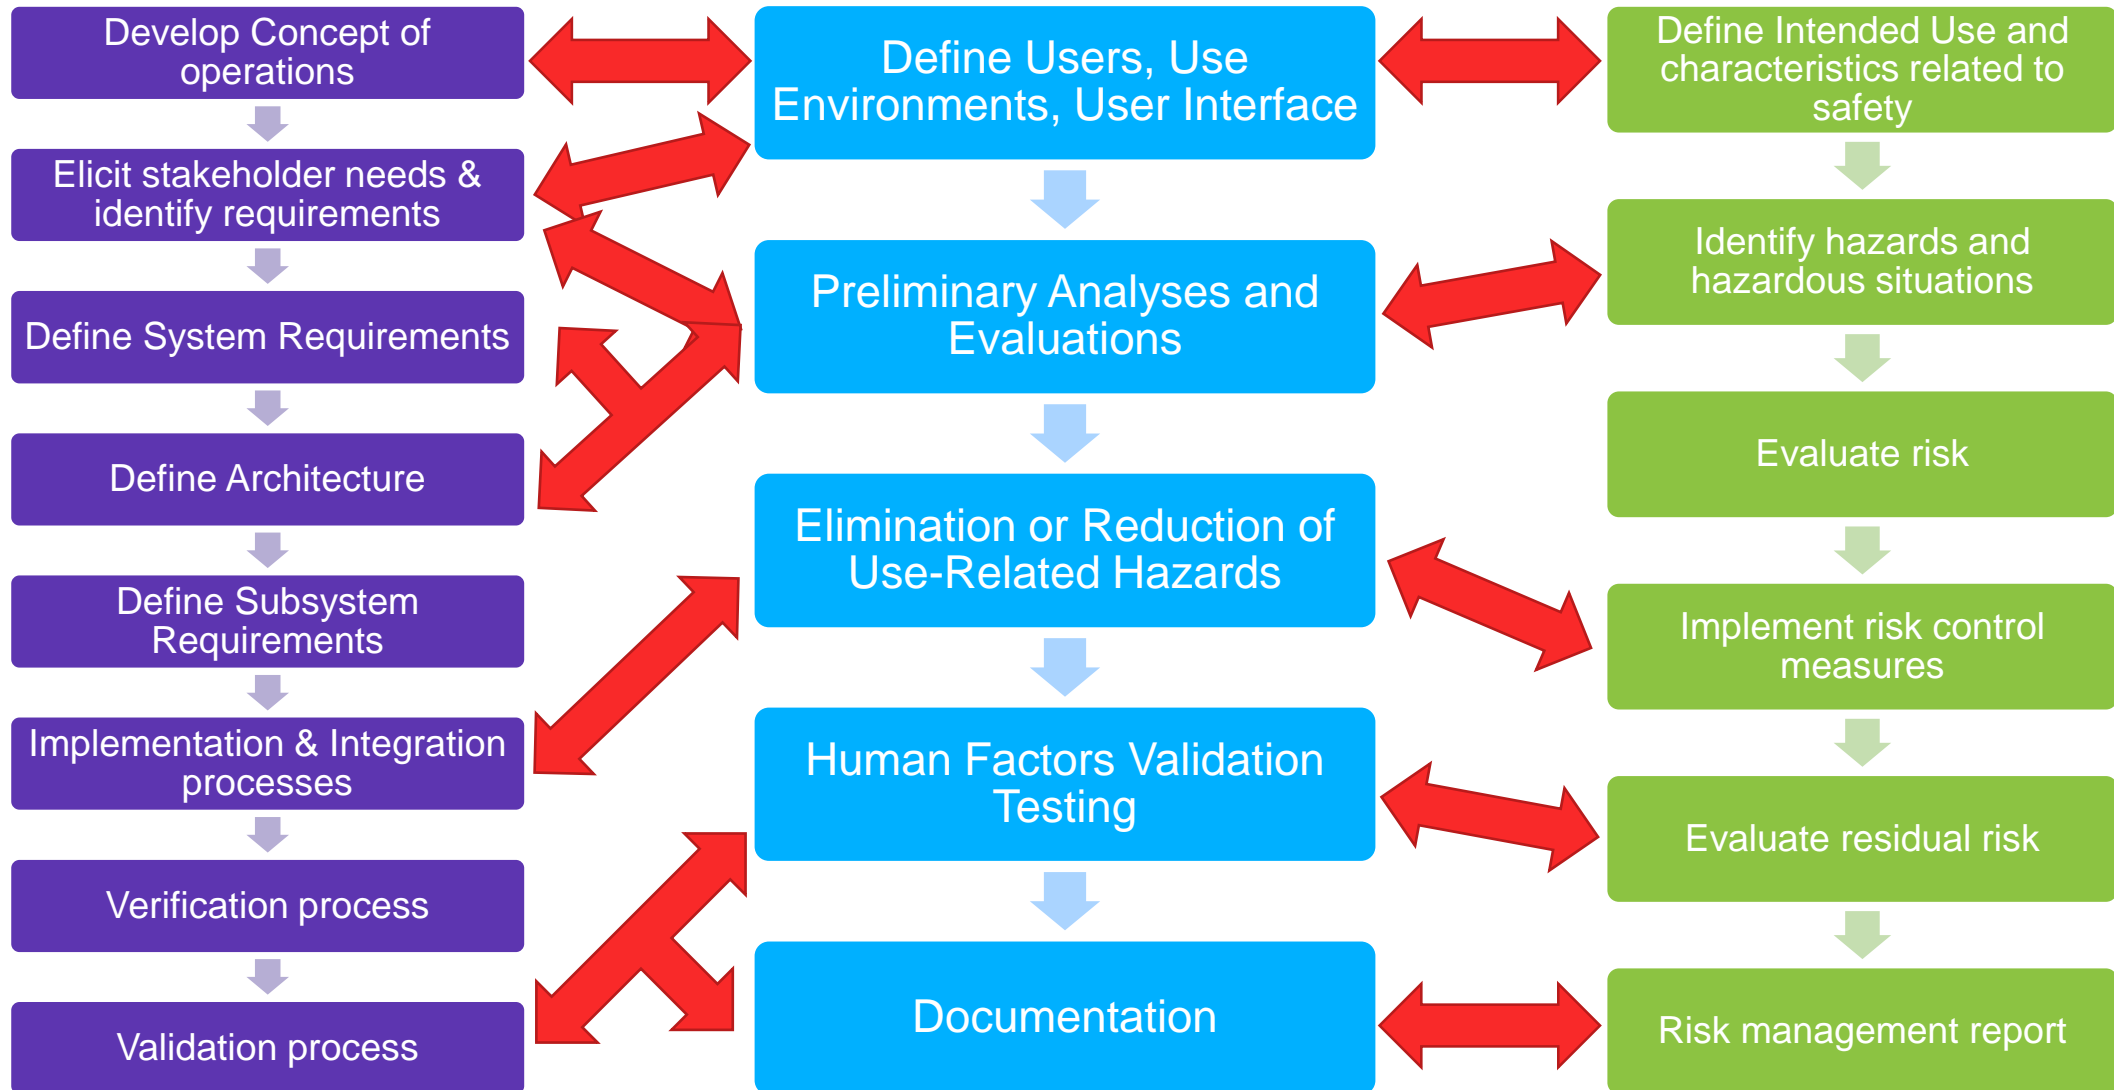 Develop Concept of
operations
Elicit stakeholder needs &
identify requirements
Define System Requirements
Define Architecture
Define Subsystem
Requirements
Implementation & Integration
processes
Verification process
Validation process
Define Users, Use
Environments, User Interface
Preliminary Analyses and
Evaluations
Elimination or Reduction of
Use-Related Hazards
Human Factors Validation
Testing
Documentation
Define Intended Use and
characteristics related to
safety
Identify hazards and
hazardous situations
Evaluate risk
Implement risk control
measures
Evaluate residual risk
Risk management report